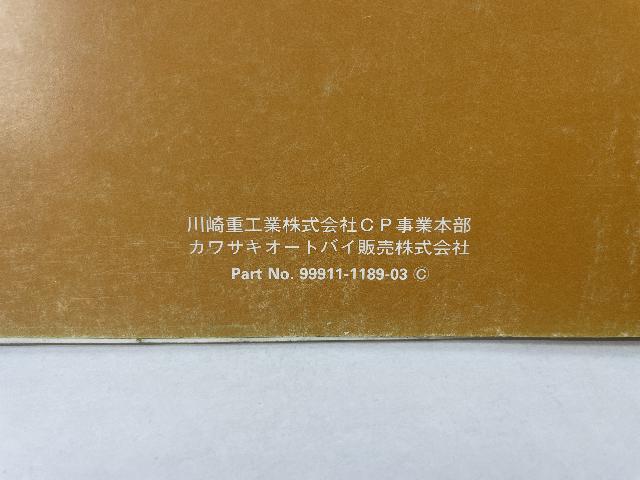 川崎重工業株式会社ＣＰ事業本部
カワサキオートバイ販売株式会社
Part No. 99911-1189-03 ©